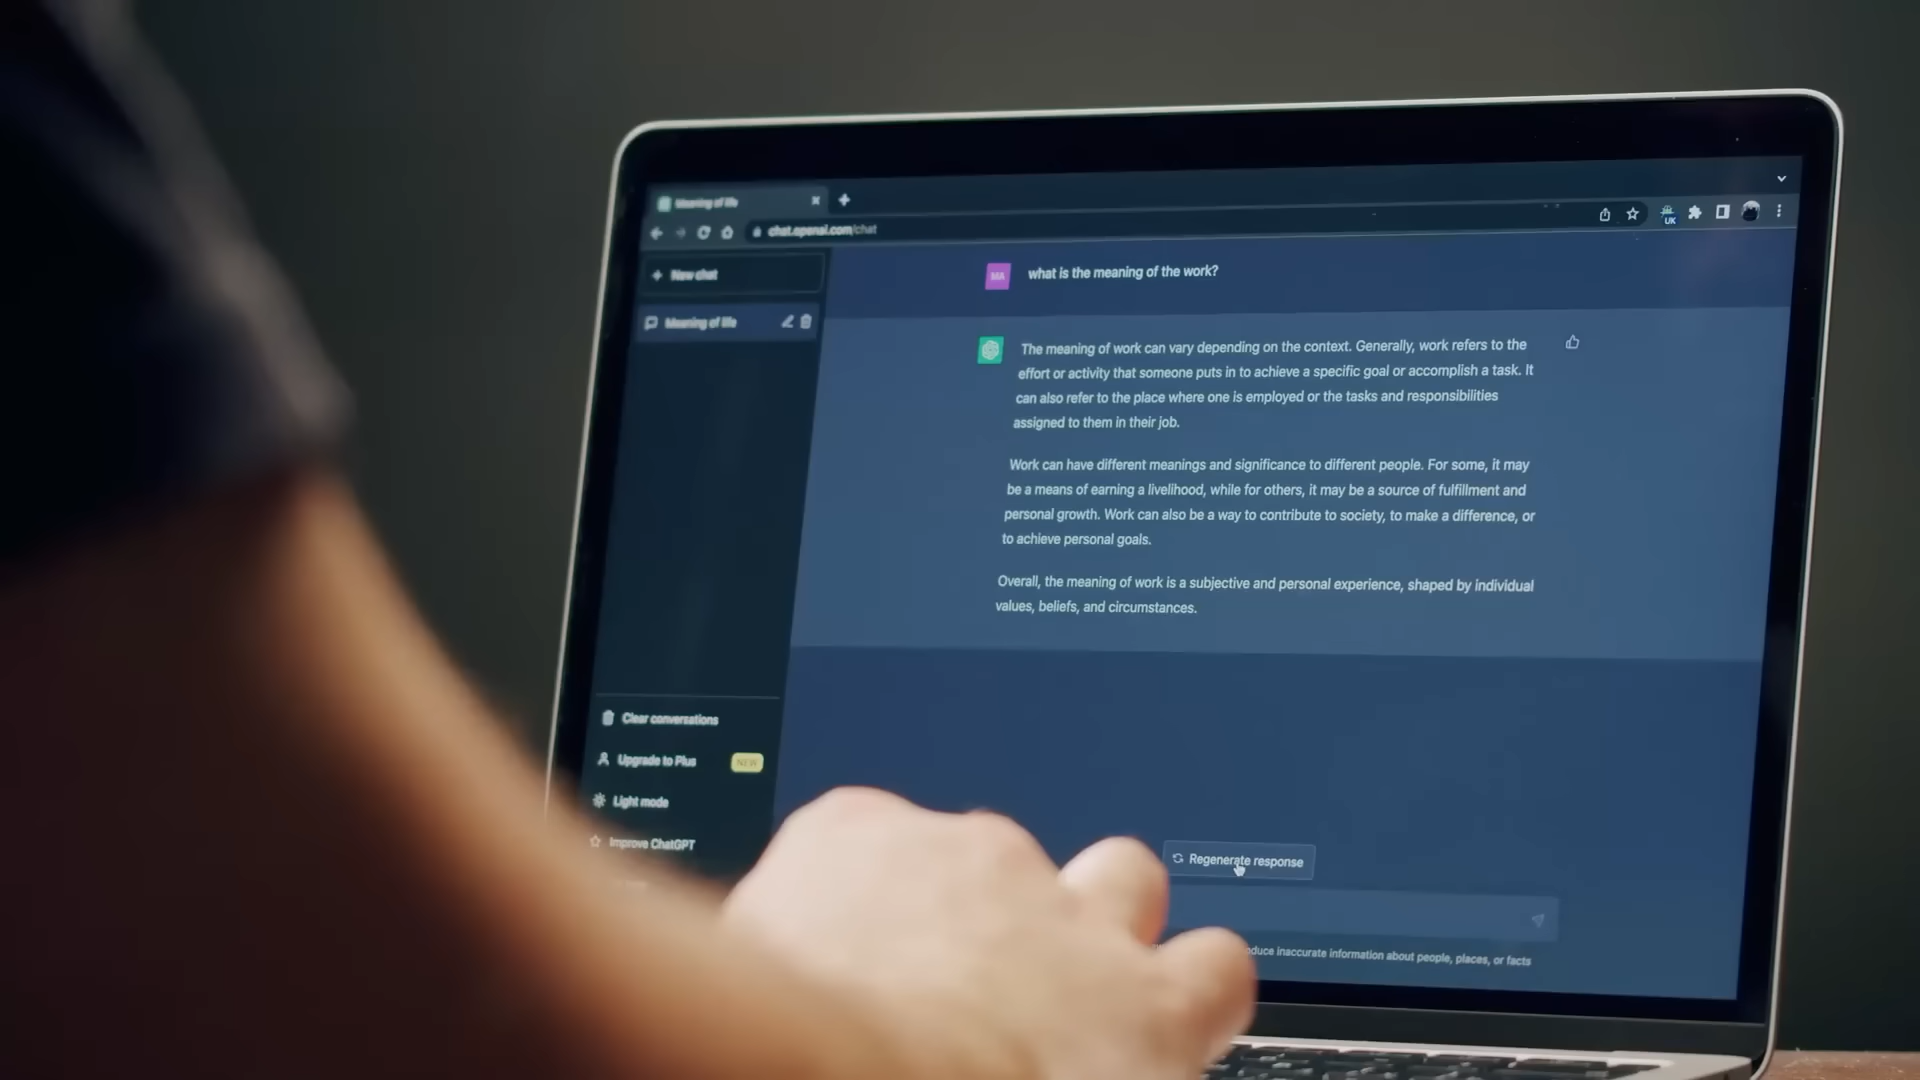 Meaning of life
chat.openai.com/chat
UK
New chat
MA
what is the meaning of the work?
Meaning of life
The meaning of work can vary depending on the context. Generally, work refers to the
effort or activity that someone puts in to achieve a specific goal or accomplish a task. It
can also refer to the place where one is employed or the tasks and responsibilities
assigned to them in their job.
Work can have different meanings and significance to different people. For some, it may
be a means of earning a livelihood, while for others, it may be a source of fulfillment and
personal growth. Work can also be a way to contribute to society, to make a difference, or
to achieve personal goals.
Overall, the meaning of work is a subjective and personal experience, shaped by individual
values, beliefs, and circumstances.
Clear conversations
Upgrade to Plus
NEW
Light mode
Improve ChatGPT
Regenerate response
inaccurate information about people, places, or facts